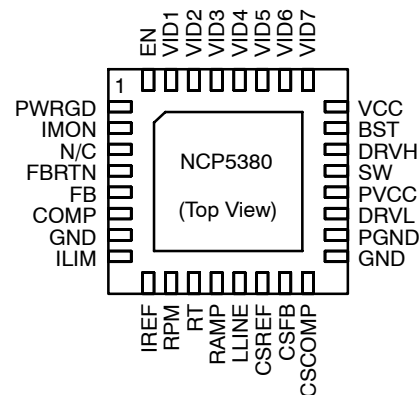 EN
VID1
VID2
VID3
VID4
VID5
VID6
VID7
1
PWRGD
IMON
N/C
FBRTN
FB
COMP
GND
ILIM
NCP5380
(Top View)
VCC
BST
DRVH
SW
PVCC
DRVL
PGND
GND
IREF
RPM
RT
RAMP
LLINE
CSREF
CSFB
CSCOMP